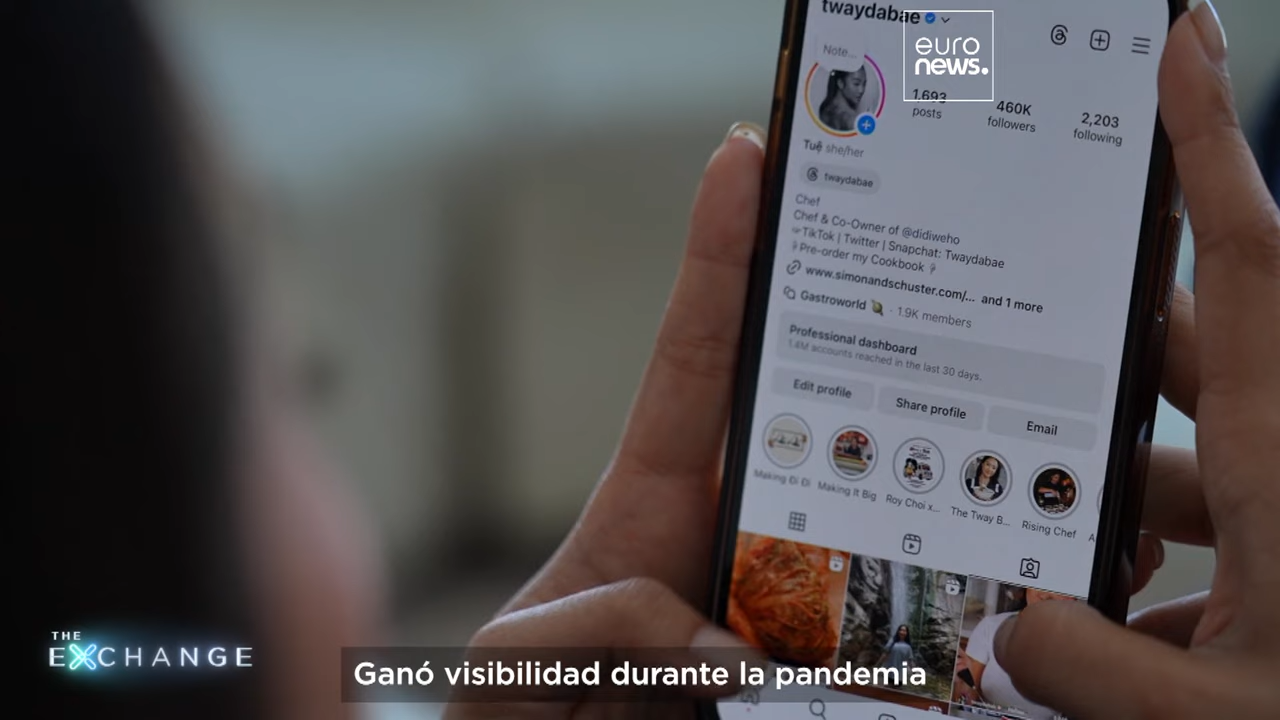 twaydabae
euro
news.
Note...
1,693
posts
460K
followers
2,203
following
Tuệ she/her
twaydabae
Chef
Chef & Co-Owner of @didiweho
TikTok | Twitter | Snapchat: Twaydabae
Pre-order my Cookbook
www.simonandschuster.com/... and 1 more
Gastroworld · 1.9K members
Professional dashboard
1.4M accounts reached in the last 30 days.
Edit profile
Share profile
Email
Making Đi Đi
Making It Big
Roy Choi x...
The Tway B...
Rising Chef
THE
EXCHANGE
Ganó visibilidad durante la pandemia